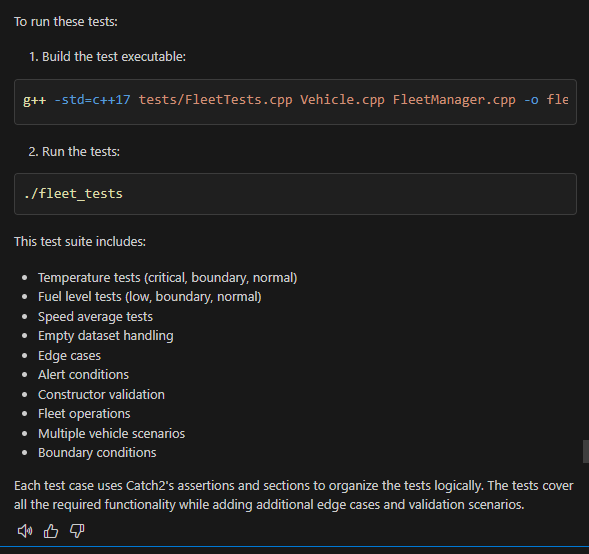 To run these tests:
1. Build the test executable:
g++ -std=c++17 tests/FleetTests.cpp Vehicle.cpp FleetManager.cpp -o fle
2. Run the tests:
./fleet_tests
This test suite includes:
• Temperature tests (critical, boundary, normal)
• Fuel level tests (low, boundary, normal)
• Speed average tests
• Empty dataset handling
• Edge cases
• Alert conditions
• Constructor validation
• Fleet operations
• Multiple vehicle scenarios
• Boundary conditions
Each test case uses Catch2's assertions and sections to organize the tests logically. The tests cover
all the required functionality while adding additional edge cases and validation scenarios.